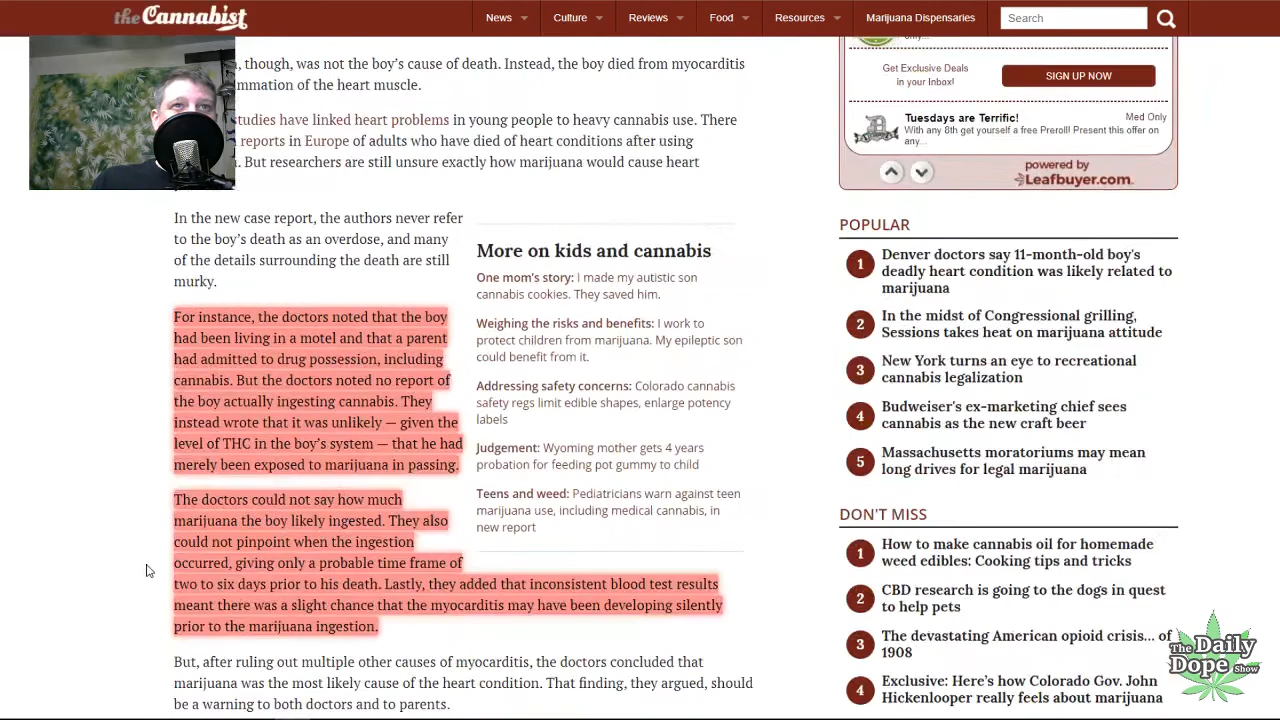 the Cannabist
News
Culture
Reviews
Food
Resources
Marijuana Dispensaries
Search
, though, was not the boy's cause of death. Instead, the boy died from myocarditis
mmation of the heart muscle.
tudies have linked heart problems in young people to heavy cannabis use. There
reports in Europe of adults who have died of heart conditions after using
. But researchers are still unsure exactly how marijuana would cause heart
In the new case report, the authors never refer
to the boy's death as an overdose, and many
of the details surrounding the death are still
murky.
For instance, the doctors noted that the boy
had been living in a motel and that a parent
had admitted to drug possession, including
cannabis. But the doctors noted no report of
the boy actually ingesting cannabis. They
instead wrote that it was unlikely — given the
level of THC in the boy's system — that he had
merely been exposed to marijuana in passing.
The doctors could not say how much
marijuana the boy likely ingested. They also
could not pinpoint when the ingestion
occurred, giving only a probable time frame of
two to six days prior to his death. Lastly, they added that inconsistent blood test results
meant there was a slight chance that the myocarditis may have been developing silently
prior to the marijuana ingestion.
But, after ruling out multiple other causes of myocarditis, the doctors concluded that
marijuana was the most likely cause of the heart condition. That finding, they argued, should
be a warning to both doctors and to parents.
More on kids and cannabis
One mom's story: I made my autistic son
cannabis cookies. They saved him.
Weighing the risks and benefits: I work to
protect children from marijuana. My epileptic son
could benefit from it.
Addressing safety concerns: Colorado cannabis
safety regs limit edible shapes, enlarge potency
labels
Judgement: Wyoming mother gets 4 years
probation for feeding pot gummy to child
Teens and weed: Pediatricians warn against teen
marijuana use, including medical cannabis, in
new report
only...
Get Exclusive Deals
in your Inbox!
SIGN UP NOW
Tuesdays are Terrific!
Med Only
With any 8th get yourself a free Preroll! Present this offer on
any...
powered by
Leafbuyer.com
POPULAR
1
Denver doctors say 11-month-old boy's
deadly heart condition was likely related to
marijuana
2
In the midst of Congressional grilling,
Sessions takes heat on marijuana attitude
3
New York turns an eye to recreational
cannabis legalization
4
Budweiser's ex-marketing chief sees
cannabis as the new craft beer
5
Massachusetts moratoriums may mean
long drives for legal marijuana
DON'T MISS
1
How to make cannabis oil for homemade
weed edibles: Cooking tips and tricks
2
CBD research is going to the dogs in quest
to help pets
3
The devastating American opioid crisis... of
1908
4
Exclusive: Here's how Colorado Gov. John
Hickenlooper really feels about marijuana
The Daily
Dope Show